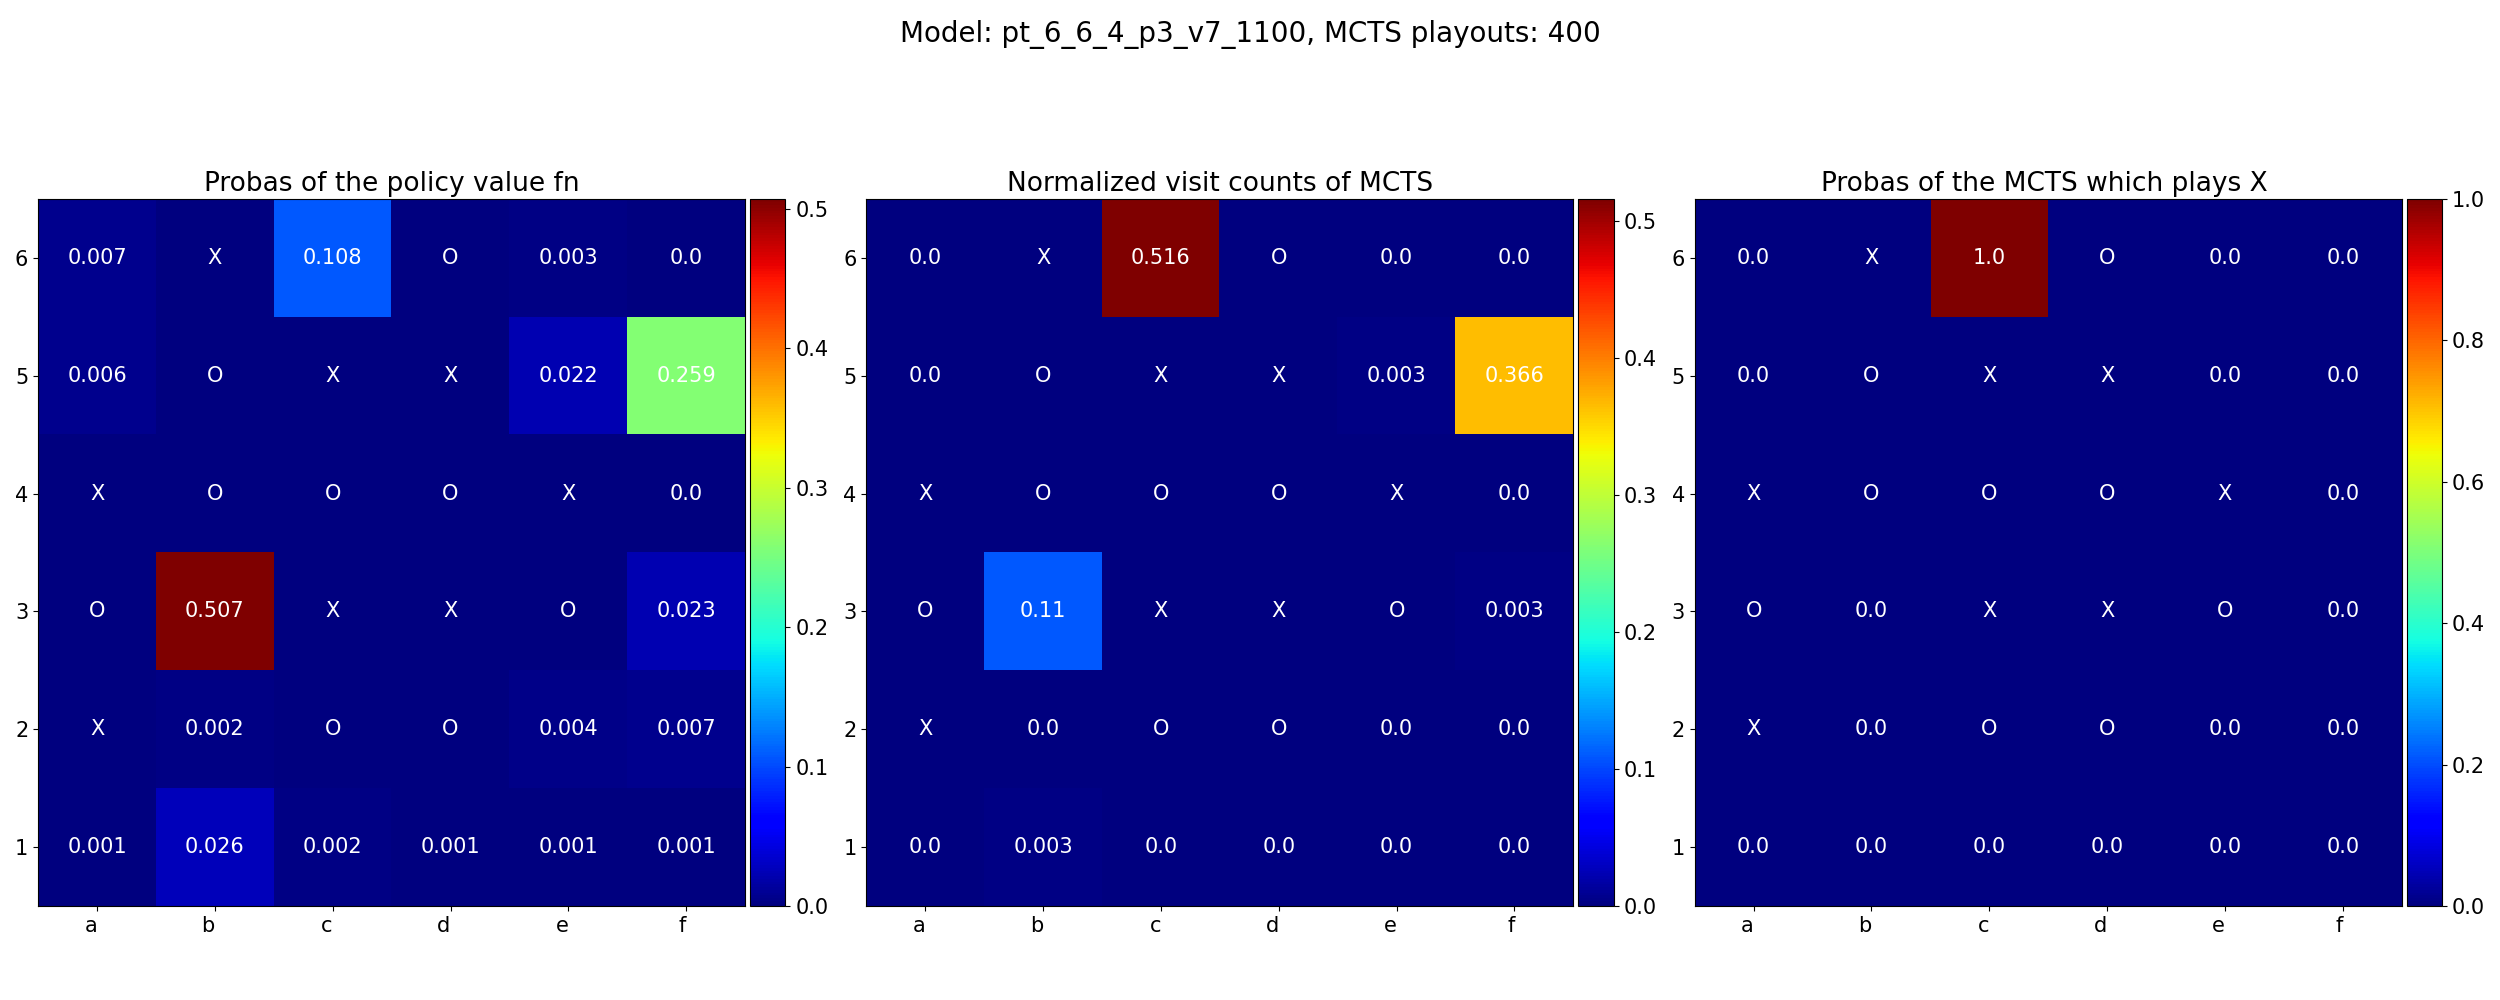 Model: pt_6_6_4_p3_v7_1100, MCTS playouts: 400
Probas of the policy value fn
6 0.007 X 0.108 O 0.003 0.0
5 0.006 O X X 0.022 0.259
4 X O O O X 0.0
3 O 0.507 X X O 0.023
2 X 0.002 O O 0.004 0.007
1 0.001 0.026 0.002 0.001 0.001 0.001
a b c d e f
0.5
0.4
0.3
0.2
0.1
0.0
Normalized visit counts of MCTS
6 0.0 X 0.516 O 0.0 0.0
5 0.0 O X X 0.003 0.366
4 X O O O X 0.0
3 O 0.11 X X O 0.003
2 X 0.0 O O 0.0 0.0
1 0.0 0.003 0.0 0.0 0.0 0.0
a b c d e f
0.5
0.4
0.3
0.2
0.1
0.0
Probas of the MCTS which plays X
6 0.0 X 1.0 O 0.0 0.0
5 0.0 O X X 0.0 0.0
4 X O O O X 0.0
3 O 0.0 X X O 0.0
2 X 0.0 O O 0.0 0.0
1 0.0 0.0 0.0 0.0 0.0 0.0
a b c d e f
1.0
0.8
0.6
0.4
0.2
0.0